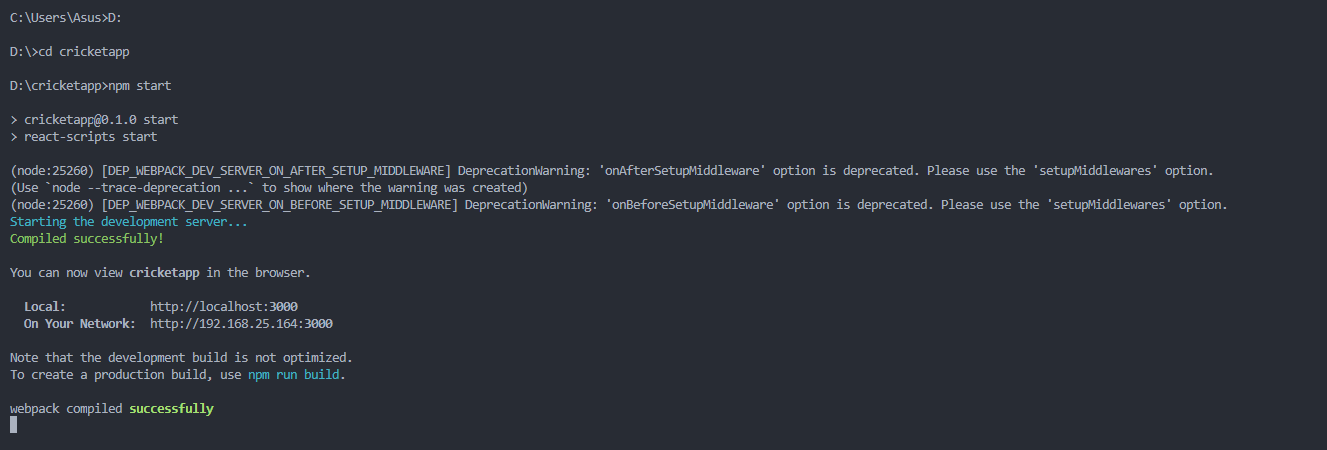 C:\Users\Asus>D:
D:\>cd cricketapp
D:\cricketapp>npm start
> cricketapp@0.1.0 start
> react-scripts start
(node:25260) [DEP_WEBPACK_DEV_SERVER_ON_AFTER_SETUP_MIDDLEWARE] DeprecationWarning: 'onAfterSetupMiddleware' option is deprecated. Please use the 'setupMiddlewares' option.
(Use `node --trace-deprecation ...` to show where the warning was created)
(node:25260) [DEP_WEBPACK_DEV_SERVER_ON_BEFORE_SETUP_MIDDLEWARE] DeprecationWarning: 'onBeforeSetupMiddleware' option is deprecated. Please use the 'setupMiddlewares' option.
Starting the development server...
Compiled successfully!
You can now view cricketapp in the browser.
Local:            http://localhost:3000
On Your Network:  http://192.168.25.164:3000
Note that the development build is not optimized.
To create a production build, use npm run build.
webpack compiled successfully